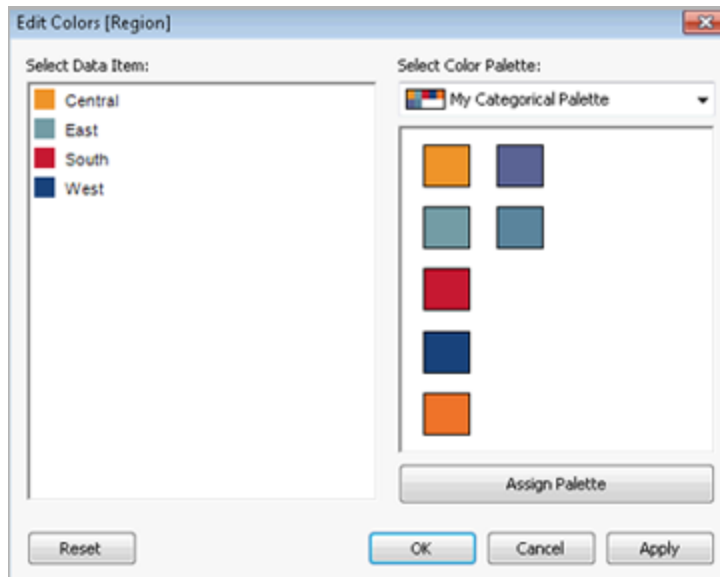 Edit Colors [Region]
Select Data Item:
Central
East
South
West
Select Color Palette:
My Categorical Palette
Assign Palette
Reset
OK
Cancel
Apply